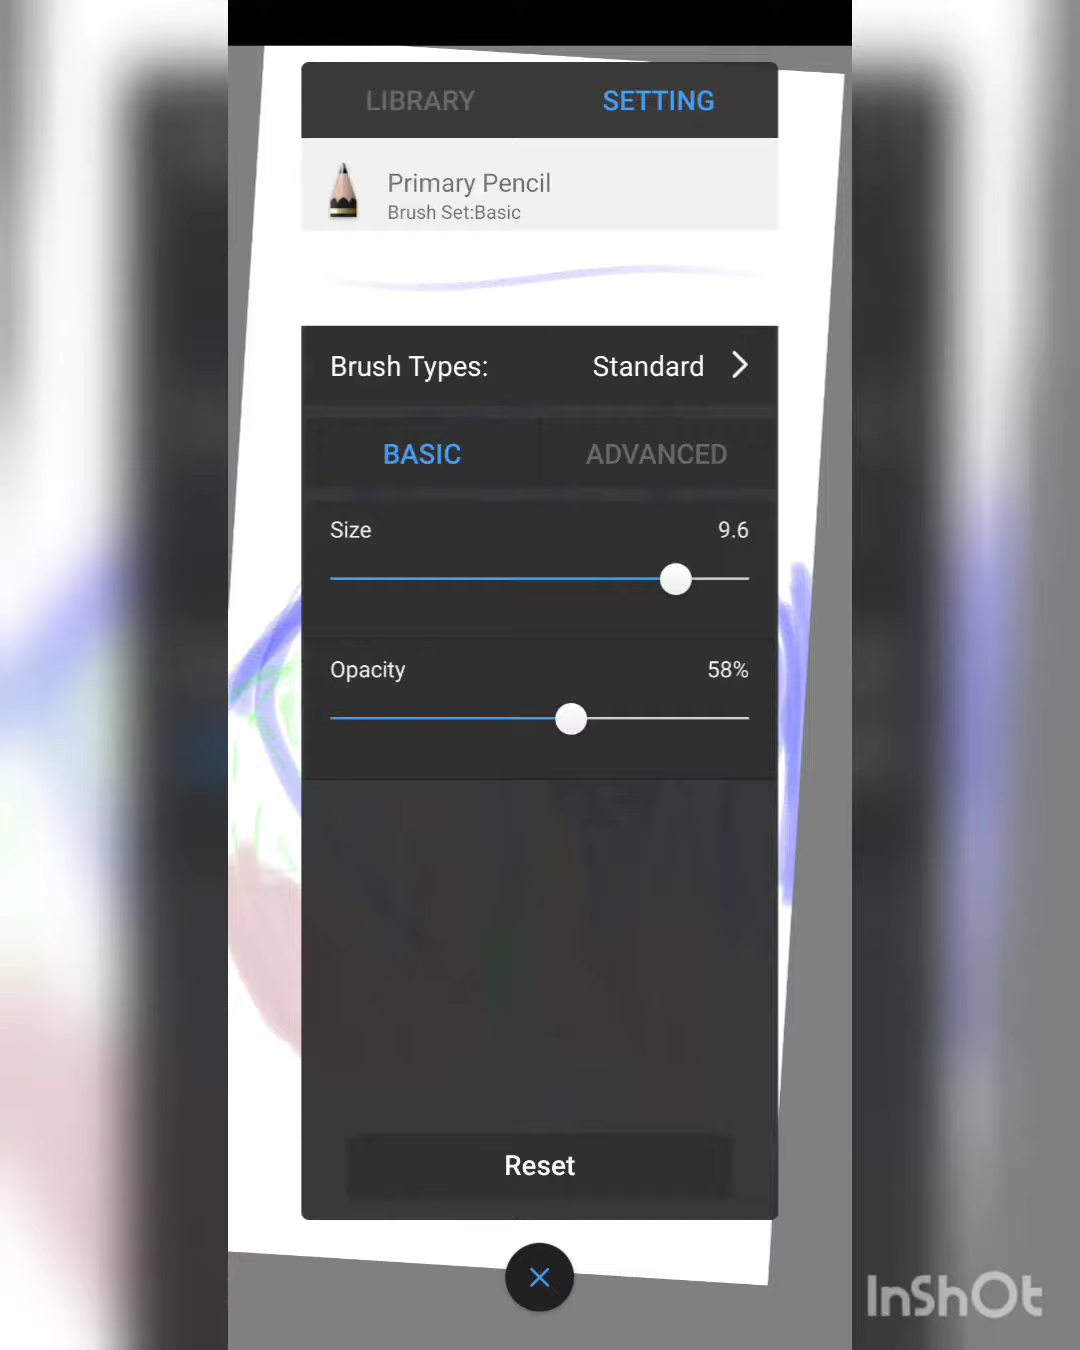 LIBRARY SETTING
Primary Pencil
Brush Set:Basic
Brush Types: Standard
BASIC ADVANCED
Size 9.6
Opacity 58%
Reset
InShOt